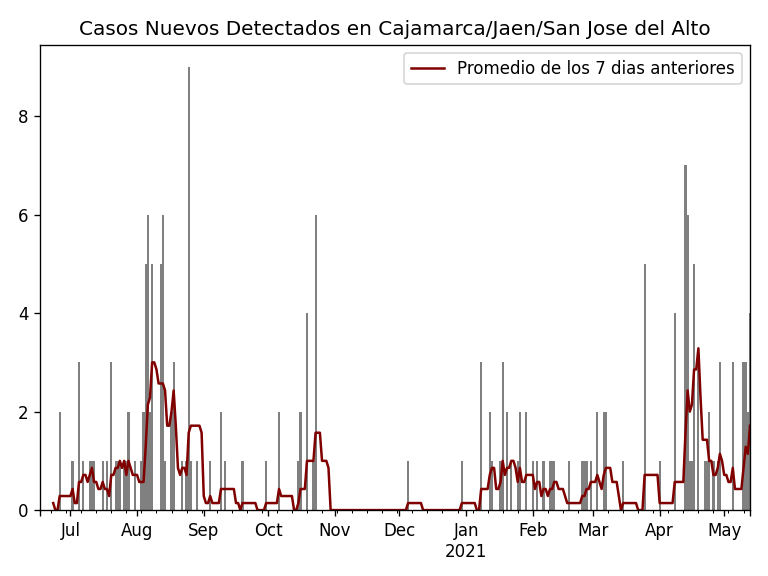 Casos Nuevos Detectados en Cajamarca/Jaen/San Jose del Alto
Promedio de los 7 dias anteriores
8
6
4
2
0
Jul Aug Sep Oct Nov Dec Jan Feb Mar Apr May
2021